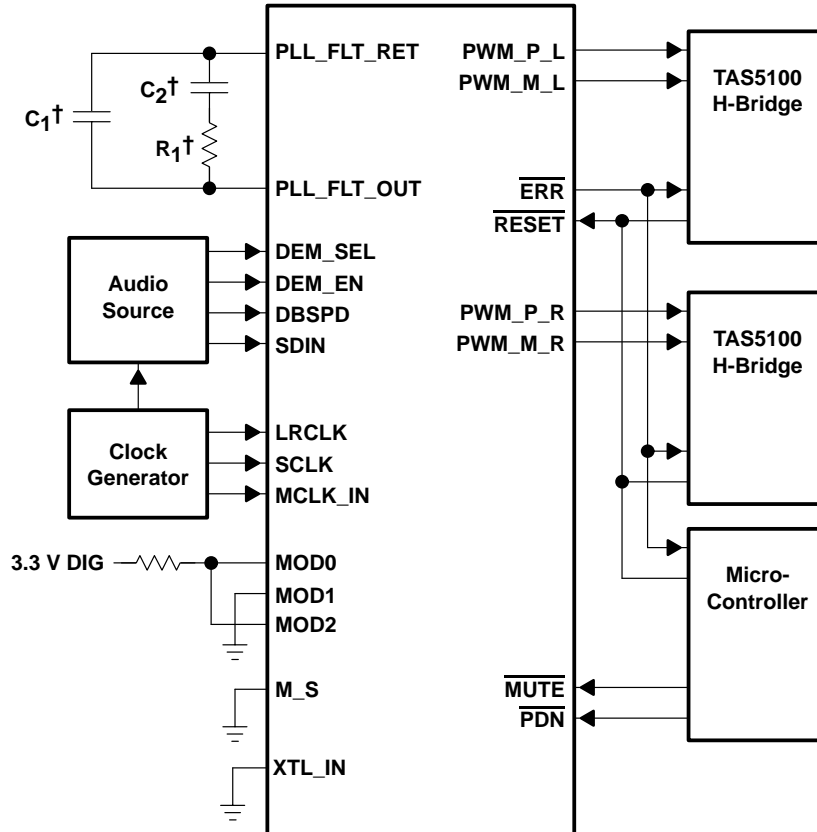 PLL_FLT_RET
C2†
C1†
R1†
PLL_FLT_OUT
Audio
Source
DEM_SEL
DEM_EN
DBSPD
SDIN
Clock
Generator
LRCLK
SCLK
MCLK_IN
3.3 V DIG
MOD0
MOD1
MOD2
M_S
XTL_IN
PWM_P_L
PWM_M_L
ERR
RESET
PWM_P_R
PWM_M_R
MUTE
PDN
TAS5100
H-Bridge
TAS5100
H-Bridge
Micro-
Controller